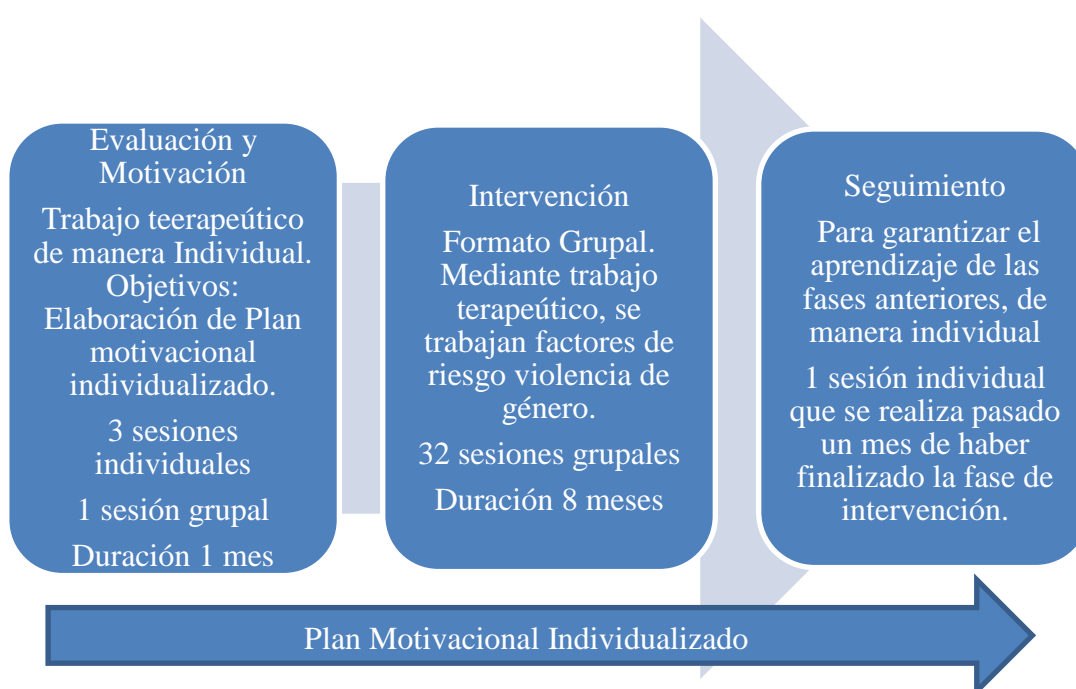 Evaluación y
Motivación
Trabajo teerapeútico
de manera Individual.
Objetivos:
Elaboración de Plan
motivacional
individualizado.
3 sesiones
individuales
1 sesión grupal
Duración 1 mes
Intervención
Formato Grupal.
Mediante trabajo
terapeútico, se
trabajan factores de
riesgo violencia de
género.
32 sesiones grupales
Duración 8 meses
Seguimiento
Para garantizar el
aprendizaje de las
fases anteriores, de
manera individual
1 sesión individual
que se realiza pasado
un mes de haber
finalizado la fase de
intervención.
Plan Motivacional Individualizado